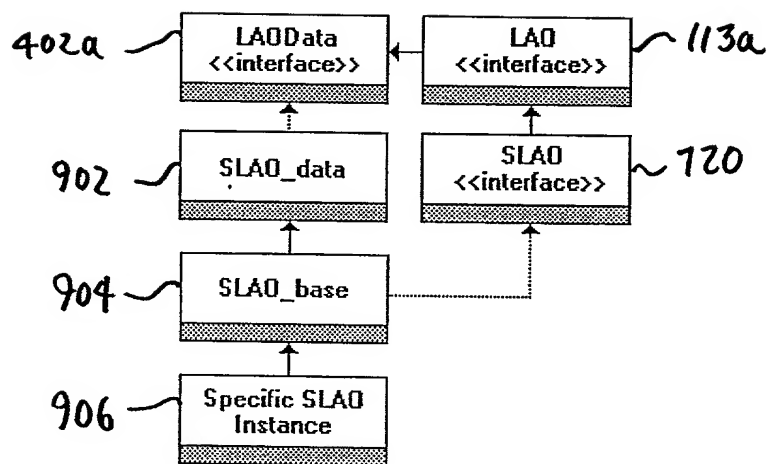 402a
LAOData
<<interface>>
LAO
<<interface>>
113a
902
SLAO_data
SLAO
<<interface>>
720
904
SLAO_base
906
Specific SLAO
Instance